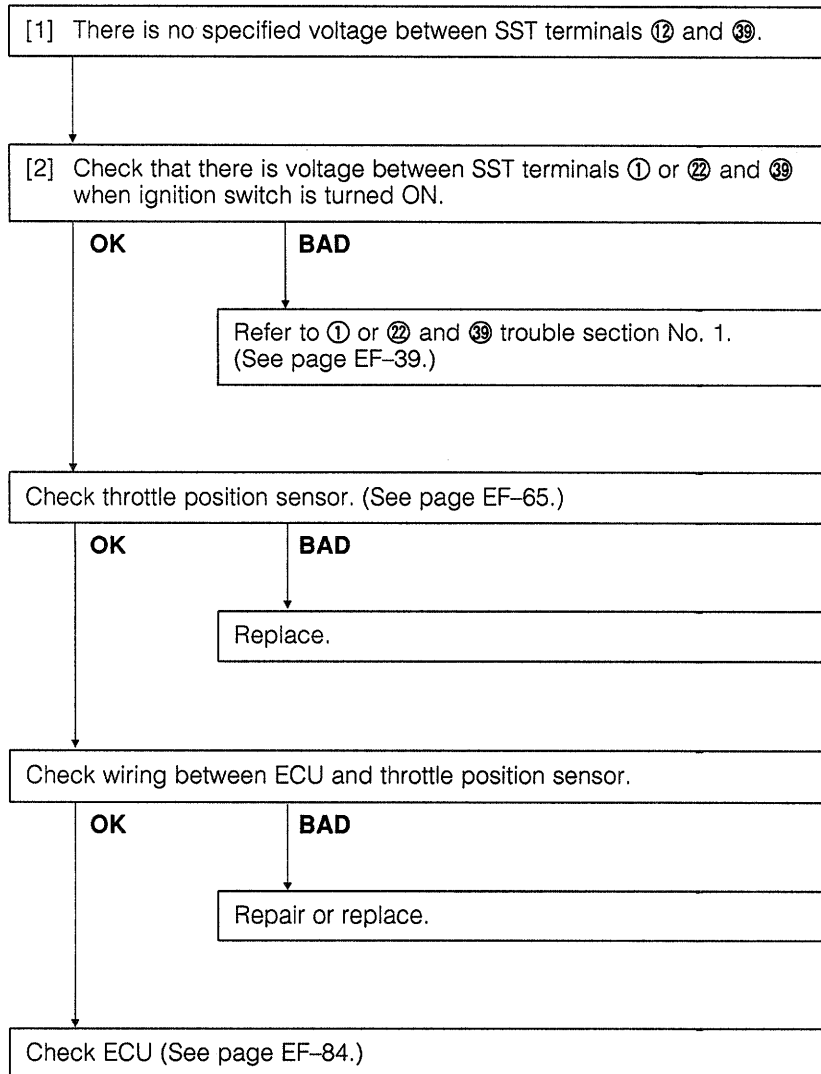 [1] There is no specified voltage between SST terminals ⑫ and ㊴.
[2] Check that there is voltage between SST terminals ① or ㉒ and ㊴
when ignition switch is turned ON.
OK BAD
Refer to ① or ㉒ and ㊴ trouble section No. 1.
(See page EF–39.)
Check throttle position sensor. (See page EF–65.)
OK BAD
Replace.
Check wiring between ECU and throttle position sensor.
OK BAD
Repair or replace.
Check ECU (See page EF–84.)